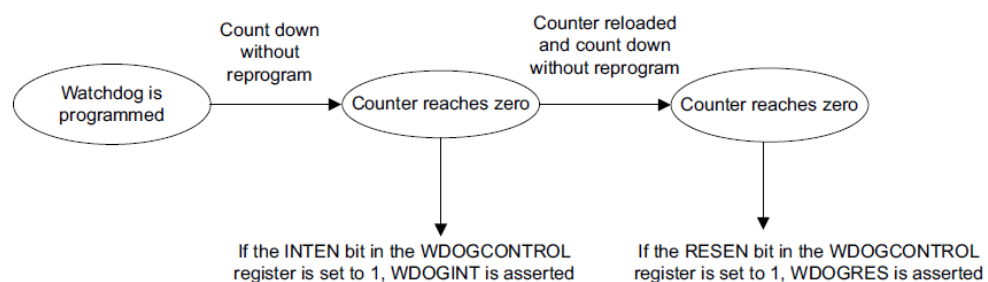 Count down
without
reprogram
Counter reloaded
and count down
without reprogram
Watchdog is
programmed
Counter reaches zero
Counter reaches zero
If the INTEN bit in the WDOGCONTROL
register is set to 1, WDOGINT is asserted
If the RESEN bit in the WDOGCONTROL
register is set to 1, WDOGRES is asserted